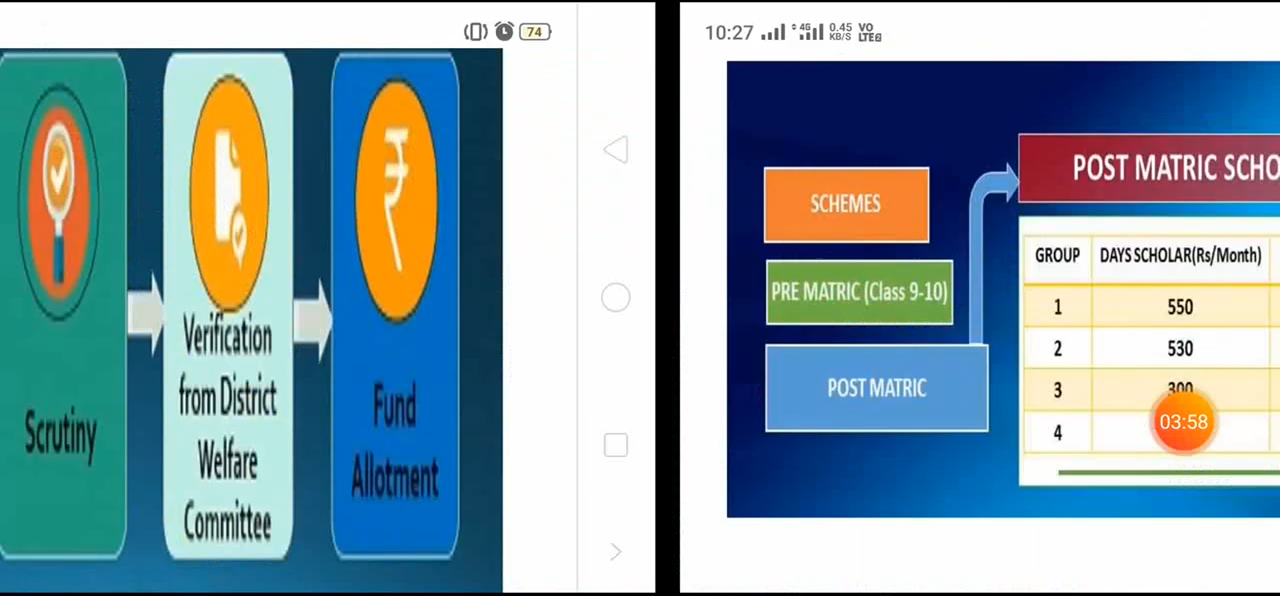 74
Scrutiny
Verification
from District
Welfare
Committee
Fund
Allotment
10:27
4G
0.45
KB/S
VO
LTE2
SCHEMES
PRE MATRIC (Class 9-10)
POST MATRIC
POST MATRIC SCHO
GROUP DAYS SCHOLAR(Rs/Month)
1 550
2 530
3 300
4
03:58